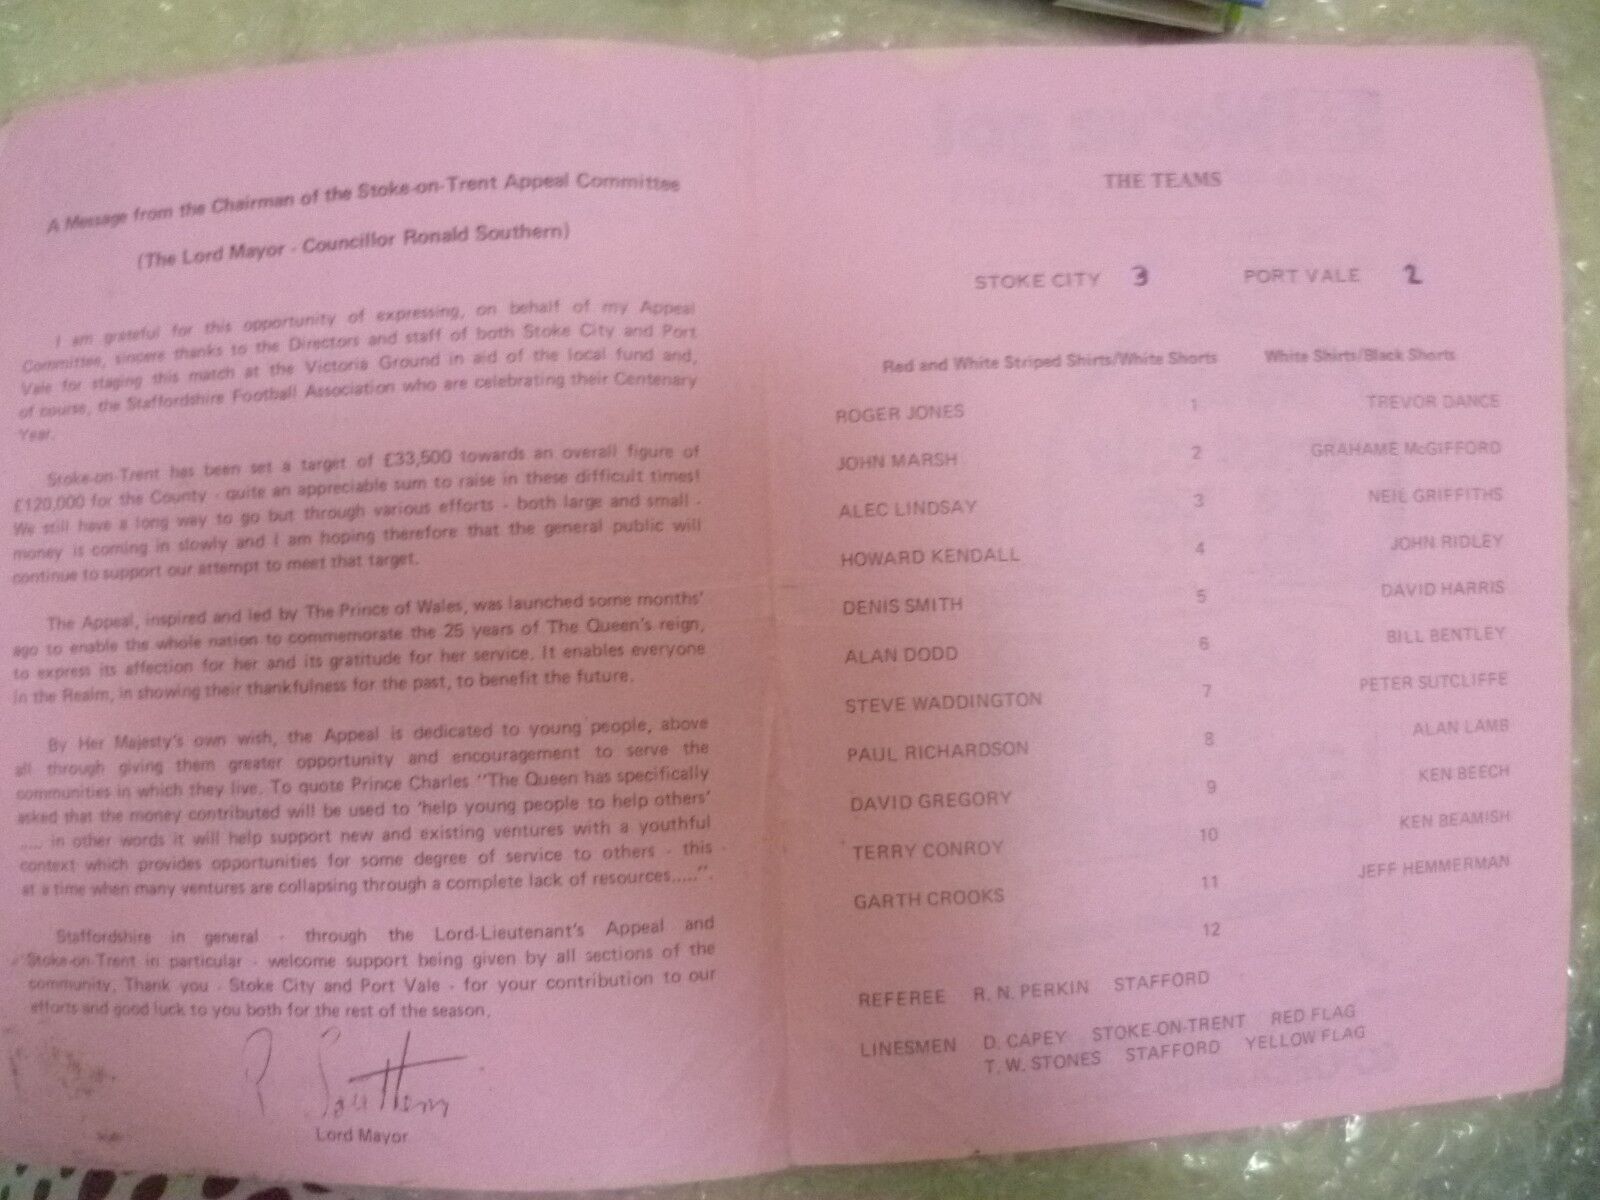 A Message from the Chairman of the Stoke-on-Trent Appeal Committee
(The Lord Mayor - Councillor Ronald Southern)
I am grateful for this opportunity of expressing, on behalf of my Appeal
Committee, sincere thanks to the Directors and staff of both Stoke City and Port
Vale for staging this match at the Victoria Ground in aid of the local fund and,
of course, the Staffordshire Football Association who are celebrating their Centenary
Year.
Stoke-on-Trent has been set a target of £33,500 towards an overall figure of
£120,000 for the County - quite an appreciable sum to raise in these difficult times!
We still have a long way to go but through various efforts - both large and small -
money is coming in slowly and I am hoping therefore that the general public will
continue to support our attempt to meet that target.
The Appeal, inspired and led by The Prince of Wales, was launched some months'
ago to enable the whole nation to commemorate the 25 years of The Queen's reign,
to express its affection for her and its gratitude for her service. It enables everyone
in the Realm, in showing their thankfulness for the past, to benefit the future.
By Her Majesty's own wish, the Appeal is dedicated to young people, above
all through giving them greater opportunity and encouragement to serve the
communities in which they live. To quote Prince Charles "The Queen has specifically
asked that the money contributed will be used to 'help young people to help others'
..... in other words it will help support new and existing ventures with a youthful
context which provides opportunities for some degree of service to others - this
at a time when many ventures are collapsing through a complete lack of resources.....".
Staffordshire in general - through the Lord-Lieutenant's Appeal and
Stoke-on-Trent in particular - welcome support being given by all sections of the
community. Thank you - Stoke City and Port Vale - for your contribution to our
efforts and good luck to you both for the rest of the season.
R Southern
Lord Mayor
THE TEAMS
STOKE CITY 3 PORT VALE 2
Red and White Striped Shirts/White Shorts White Shirts/Black Shorts
ROGER JONES 1 TREVOR DANCE
JOHN MARSH 2 GRAHAME McGIFFORD
ALEC LINDSAY 3 NEIL GRIFFITHS
HOWARD KENDALL 4 JOHN RIDLEY
DENIS SMITH 5 DAVID HARRIS
ALAN DODD 6 BILL BENTLEY
STEVE WADDINGTON 7 PETER SUTCLIFFE
PAUL RICHARDSON 8 ALAN LAMB
DAVID GREGORY 9 KEN BEECH
TERRY CONROY 10 KEN BEAMISH
GARTH CROOKS 11 JEFF HEMMERMAN
12
REFEREE R. N. PERKIN STAFFORD
LINESMEN D. CAPEY STOKE-ON-TRENT RED FLAG
T. W. STONES STAFFORD YELLOW FLAG